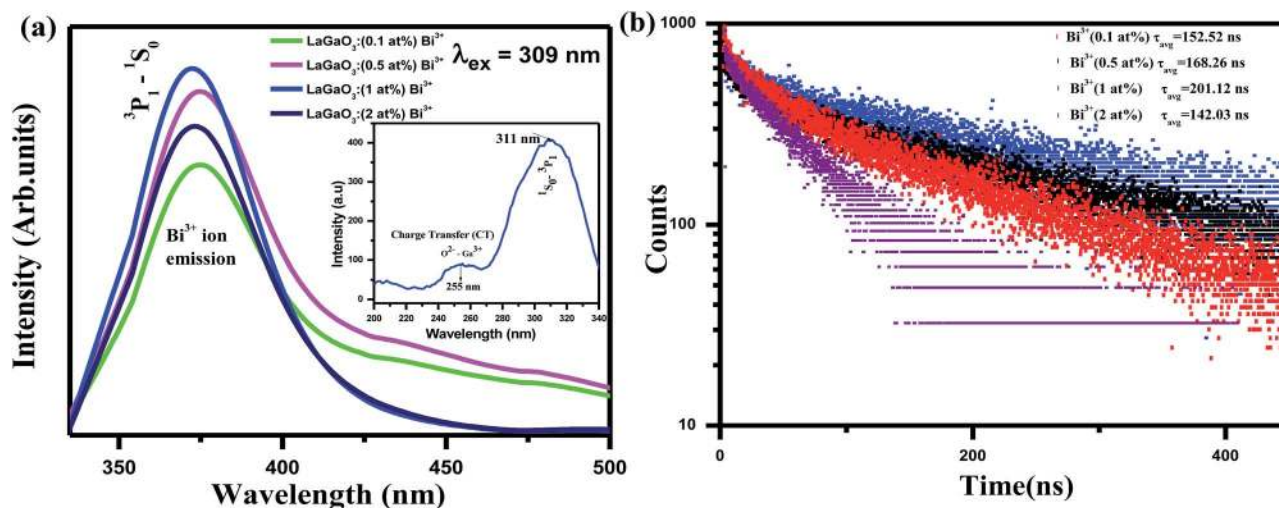 (a)
LaGaO₃:(0.1 at%) Bi³⁺
LaGaO₃:(0.5 at%) Bi³⁺
LaGaO₃:(1 at%) Bi³⁺
LaGaO₃:(2 at%) Bi³⁺
λex = 309 nm
³P₁ - ¹S₀
Bi³⁺ ion
emission
Intensity (Arb.units)
350
400
450
500
Wavelength (nm)
311 nm
¹S₀- ³P₁
Charge Transfer (CT)
O²⁻ - Ga³⁺
255 nm
Intensity (a.u)
400
300
200
100
0
200 220 240 260 280 300 320 340
Wavelength (nm)
(b)
1000
100
10
Counts
Bi³⁺(0.1 at%) τavg=152.52 ns
Bi³⁺(0.5 at%) τavg=168.26 ns
Bi³⁺(1 at%) τavg=201.12 ns
Bi³⁺(2 at%) τavg=142.03 ns
0
200
400
Time(ns)